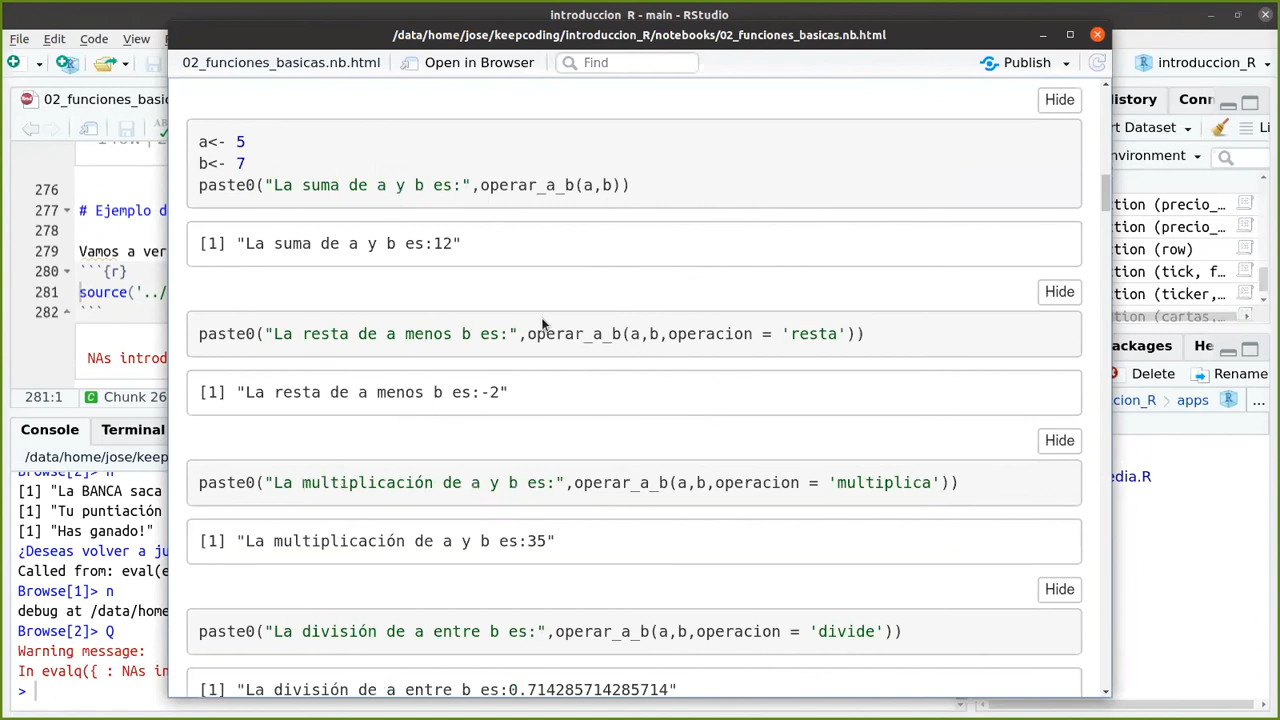 introduccion_R - main - RStudio
File Edit Code View
introduccion_R
/data/home/jose/keepcoding/introduccion_R/notebooks/02_funciones_basicas.nb.html
02_funciones_basicas.nb.html Open in Browser Find Publish
02_funciones_basic
276
277 # Ejemplo d
278
279 Vamos a ver
280 ```{r}
281 source('../
282 ```
NAs introd
281:1 Chunk 26
Console Terminal
/data/home/jose/keep
Browse[2]> n
[1] "La BANCA saca
[1] "Tu puntiación
[1] "Has ganado!"
¿Deseas volver a ju
Called from: eval(e
Browse[1]> n
debug at /data/home
Browse[2]> Q
Warning message:
In evalq({ : NAs in
>
Hide
a<- 5
b<- 7
paste0("La suma de a y b es:",operar_a_b(a,b))
[1] "La suma de a y b es:12"
Hide
paste0("La resta de a menos b es:",operar_a_b(a,b,operacion = 'resta'))
[1] "La resta de a menos b es:-2"
Hide
paste0("La multiplicación de a y b es:",operar_a_b(a,b,operacion = 'multiplica'))
[1] "La multiplicación de a y b es:35"
Hide
paste0("La división de a entre b es:",operar_a_b(a,b,operacion = 'divide'))
[1] "La división de a entre b es:0.714285714285714"
istory Conn
rt Dataset Li
nvironment
tion (precio_…
tion (precio_…
tion (row)
tion (tick, f…
tion (ticker,…
tion (cartas,…
ackages He
Delete Rename
cion_R > apps ...
edia.R